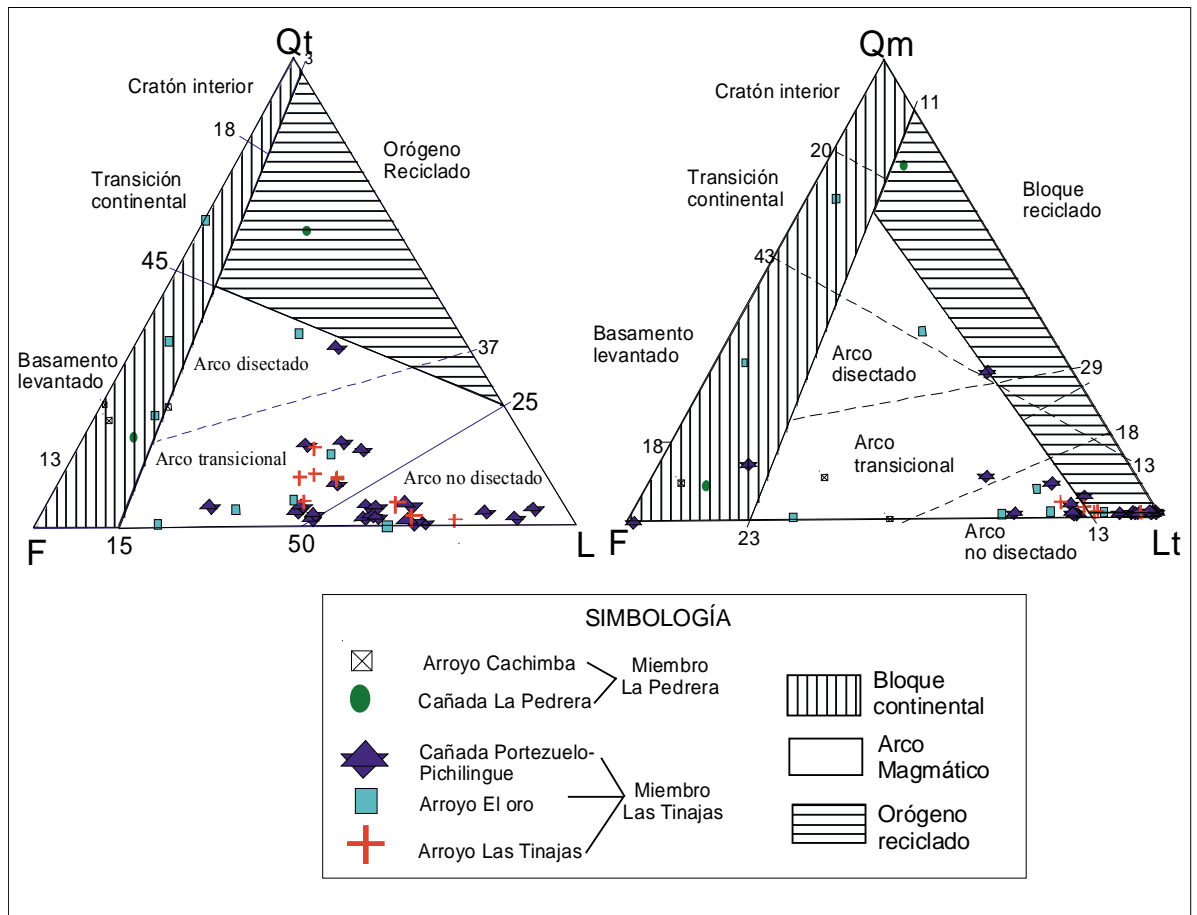 Qt
3
Cratón interior
18
Orógeno
Reciclado
Transición
continental
45
37
Basamento
levantado
Arco disectado
25
13
Arco transicional
Arco no disectado
F
15
50
L
Qm
Cratón interior
11
20
Transición
continental
Bloque
reciclado
43
Basamento
levantado
Arco
disectado
29
18
Arco
transicional
18
13
F
23
Arco
no disectado
13
Lt
SIMBOLOGÍA
Arroyo Cachimba
Cañada La Pedrera
Miembro
La Pedrera
Cañada Portezuelo-
Pichilingue
Arroyo El oro
Arroyo Las Tinajas
Miembro
Las Tinajas
Bloque
continental
Arco
Magmático
Orógeno
reciclado